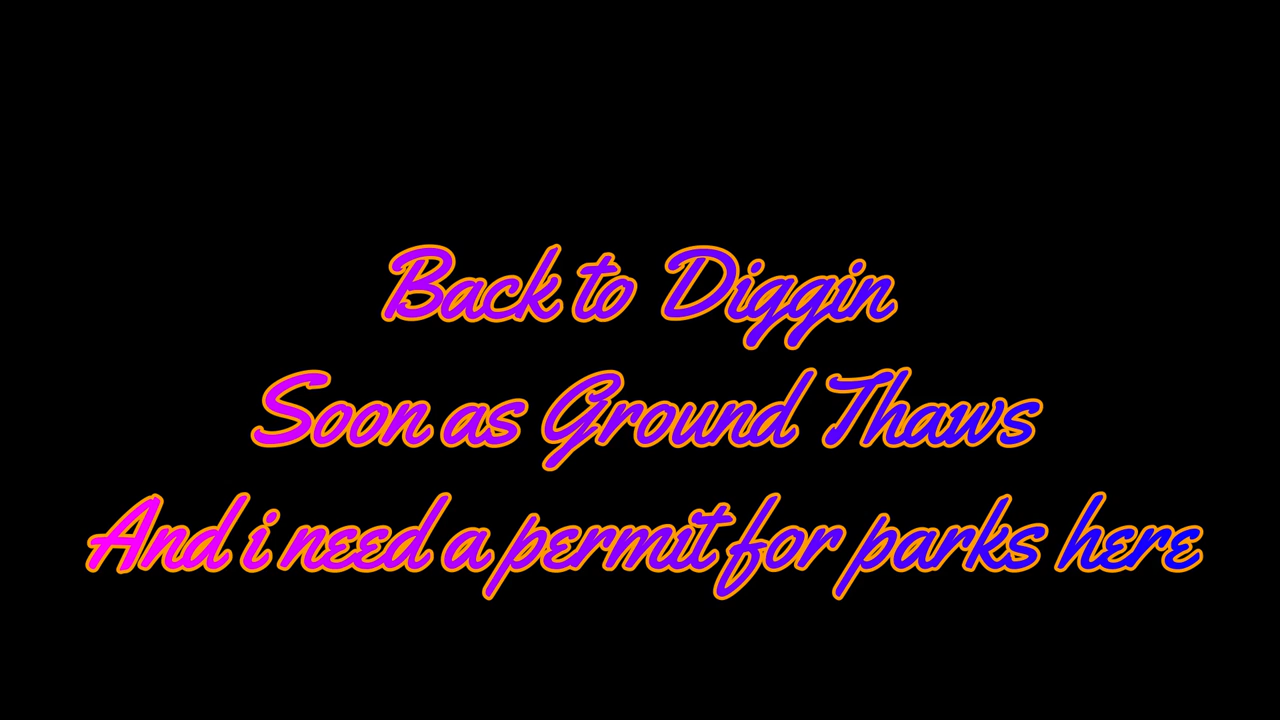 Back to Diggin
Soon as Ground Thaws
And i need a permit for parks here